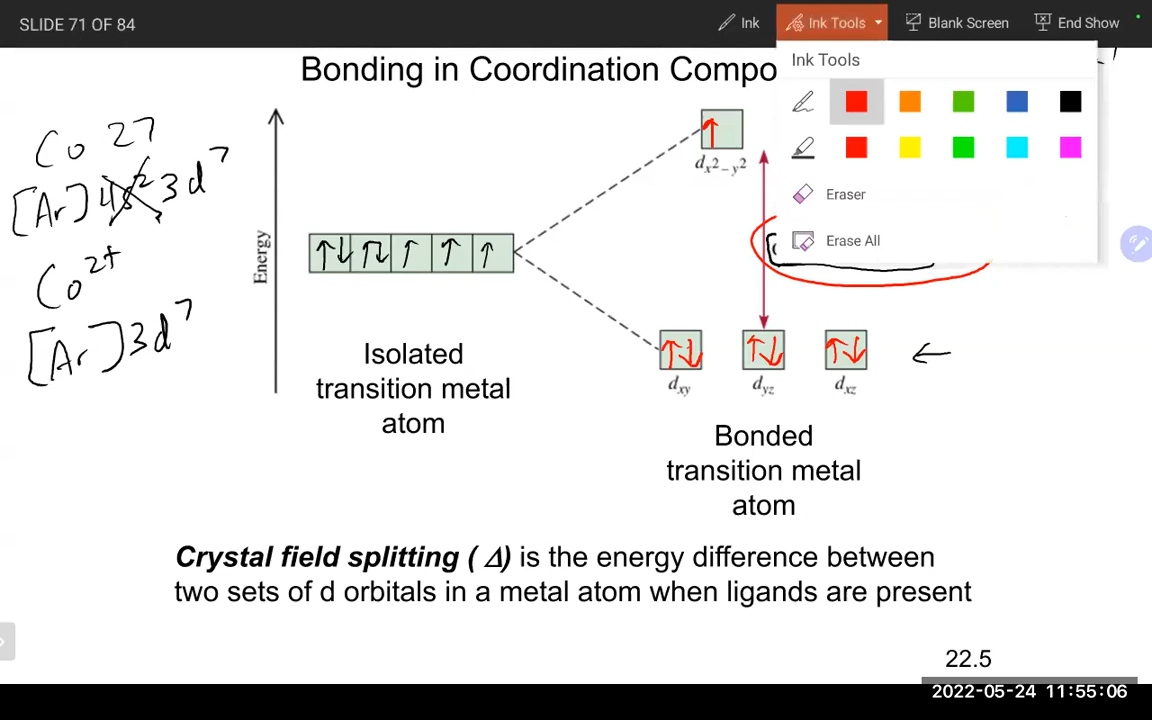 SLIDE 71 OF 84
Ink
Ink Tools
Blank Screen
End Show
Ink Tools
Eraser
Erase All
Bonding in Coordination Compo
Co 27
[Ar] 4s² 3d⁷
Co²⁺
[Ar] 3d⁷
Energy
↑↓ ↑↓ ↑ ↑ ↑
Isolated
transition metal
atom
↑
dx²−y²
↑↓ ↑↓ ↑↓ ←
dxy dyz dxz
Bonded
transition metal
atom
Crystal field splitting ( Δ) is the energy difference between
two sets of d orbitals in a metal atom when ligands are present
22.5
2022-05-24 11:55:06